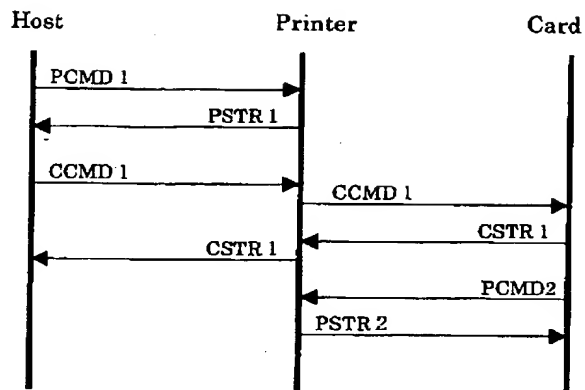 Host Printer Card
PCMD 1
PSTR 1
CCMD 1
CCMD 1
CSTR 1
CSTR 1
PCMD2
PSTR 2